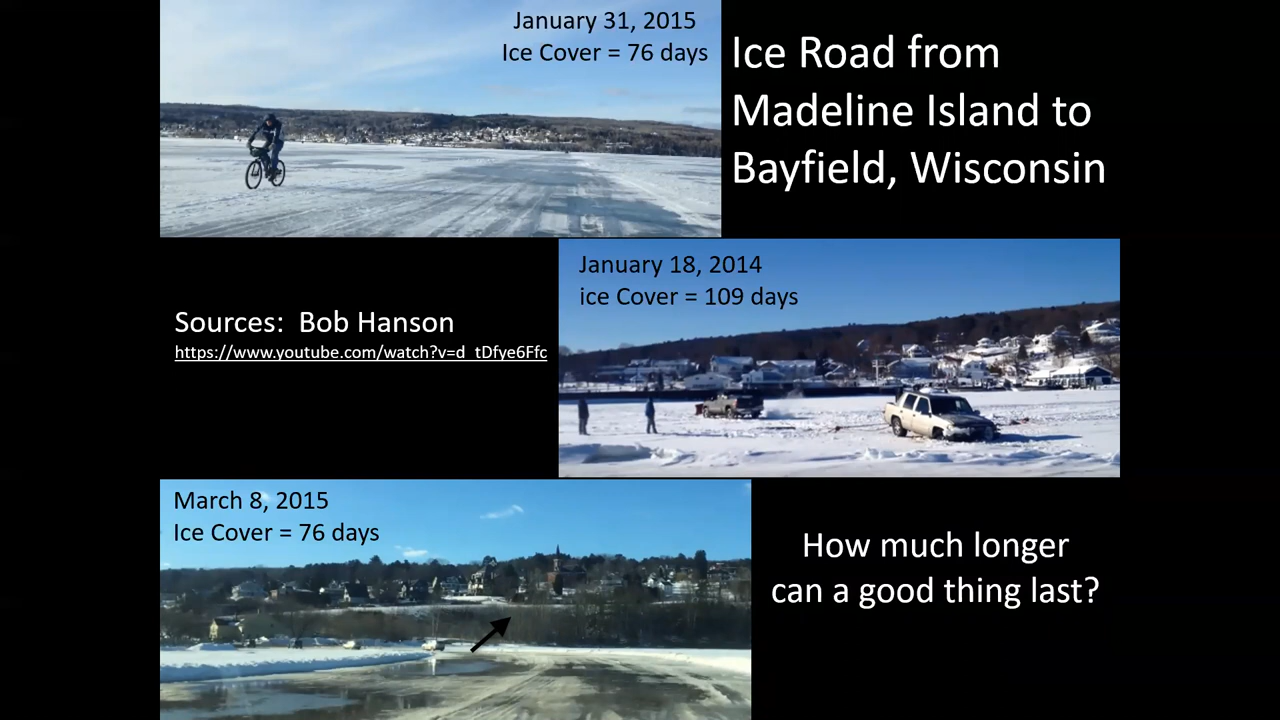 January 31, 2015
Ice Cover = 76 days
Ice Road from
Madeline Island to
Bayfield, Wisconsin
January 18, 2014
ice Cover = 109 days
Sources:  Bob Hanson
https://www.youtube.com/watch?v=d_tDfye6Ffc
March 8, 2015
Ice Cover = 76 days
How much longer
can a good thing last?